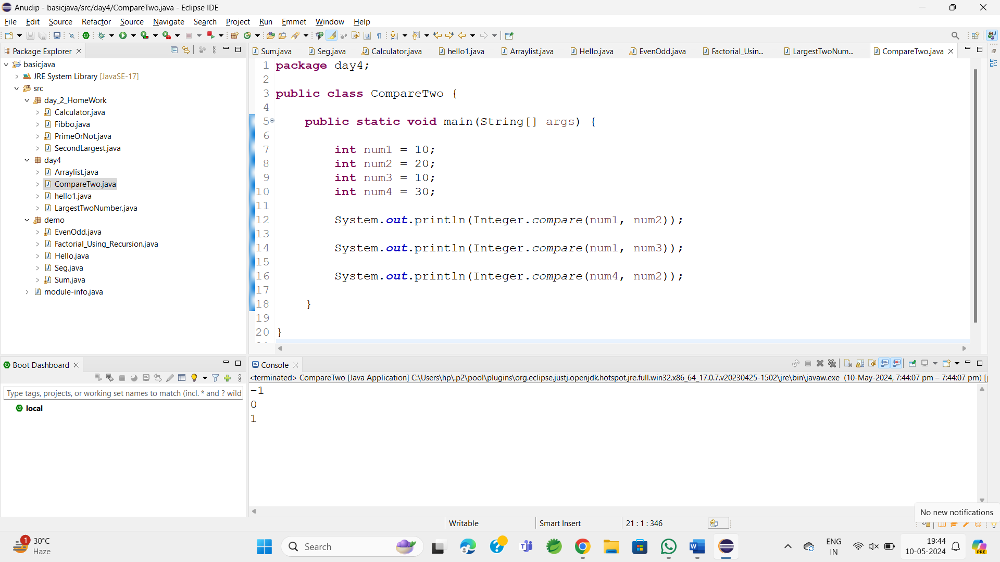 Anudip - basicjava/src/day4/CompareTwo.java - Eclipse IDE
File Edit Source Refactor Source Navigate Search Project Run Emmet Window Help
Package Explorer
basicjava
JRE System Library [JavaSE-17]
src
day_2_HomeWork
Calculator.java
Fibbo.java
PrimeOrNot.java
SecondLargest.java
day4
Arraylist.java
CompareTwo.java
hello1.java
LargestTwoNumber.java
demo
EvenOdd.java
Factorial_Using_Recursion.java
Hello.java
Seg.java
Sum.java
module-info.java
Sum.java Seg.java Calculator.java hello1.java Arraylist.java Hello.java EvenOdd.java Factorial_Usin... LargestTwoNum... CompareTwo.java
1 package day4;
2
3 public class CompareTwo {
4
5 public static void main(String[] args) {
6
7 int num1 = 10;
8 int num2 = 20;
9 int num3 = 10;
10 int num4 = 30;
11
12 System.out.println(Integer.compare(num1, num2));
13
14 System.out.println(Integer.compare(num1, num3));
15
16 System.out.println(Integer.compare(num4, num2));
17
18 }
19
20 }
Boot Dashboard
Type tags, projects, or working set names to match (incl. * and ? wild
local
Console
<terminated> CompareTwo [Java Application] C:\Users\hp\.p2\pool\plugins\org.eclipse.justj.openjdk.hotspot.jre.full.win32.x86_64_17.0.7.v20230425-1502\jre\bin\javaw.exe (10-May-2024, 7:44:07 pm – 7:44:07 pm) [
-1
0
1
No new notifications
Writable Smart Insert 21 : 1 : 346
1
30°C
Haze
Search
ENG
IN
19:44
10-05-2024
PRE